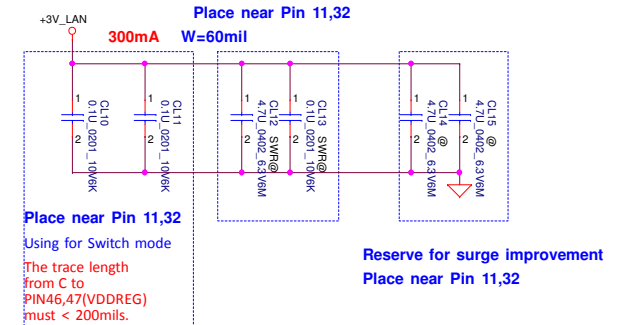 Place near Pin 11,32
+3V_LAN
300mA W=60mil
1
2
CL10
0.1U_0201_10V6K
1
2
CL11
0.1U_0201_10V6K
1
2
CL12 SWR@
4.7U_0402_6.3V6M
1
2
CL13 SWR@
0.1U_0201_10V6K
1
2
CL14 @
4.7U_0402_6.3V6M
1
2
CL15 @
4.7U_0402_6.3V6M
Place near Pin 11,32
Using for Switch mode
The trace length
from C to
PIN46,47(VDDREG)
must < 200mils.
Reserve for surge improvement
Place near Pin 11,32